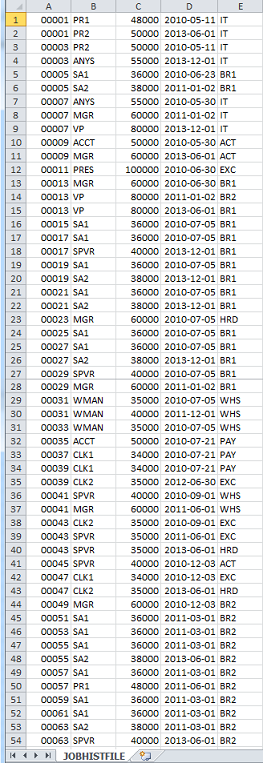 A B C D E
1 00001 PR1 48000 2010-05-11 IT
2 00001 PR2 50000 2013-06-01 IT
3 00003 PR2 50000 2010-05-11 IT
4 00003 ANYS 55000 2013-12-01 IT
5 00005 SA1 36000 2010-06-23 BR1
6 00005 SA2 38000 2011-01-02 BR1
7 00007 ANYS 55000 2010-05-30 IT
8 00007 MGR 60000 2011-01-02 IT
9 00007 VP 80000 2013-12-01 IT
10 00009 ACCT 50000 2010-05-30 ACT
11 00009 MGR 60000 2013-06-01 ACT
12 00011 PRES 100000 2010-06-30 EXC
13 00013 MGR 60000 2010-06-30 BR1
14 00013 VP 80000 2011-01-02 BR2
15 00013 VP 80000 2013-06-01 BR1
16 00015 SA1 36000 2010-07-05 BR1
17 00017 SA1 36000 2010-07-05 BR1
18 00017 SPVR 40000 2013-12-01 BR1
19 00019 SA1 36000 2010-07-05 BR1
20 00019 SA2 38000 2013-12-01 BR1
21 00021 SA1 36000 2010-07-05 BR1
22 00021 SA2 38000 2013-12-01 BR1
23 00023 MGR 60000 2010-07-05 HRD
24 00025 SA1 36000 2010-07-05 BR1
25 00027 SA1 36000 2010-07-05 BR1
26 00027 SA2 38000 2013-12-01 BR1
27 00029 SPVR 40000 2010-07-05 BR1
28 00029 MGR 60000 2011-01-02 BR1
29 00031 WMAN 35000 2010-07-05 WHS
30 00031 WMAN 40000 2011-12-01 WHS
31 00033 WMAN 35000 2010-07-05 WHS
32 00035 ACCT 50000 2010-07-21 PAY
33 00037 CLK1 34000 2010-07-21 PAY
34 00039 CLK1 34000 2010-07-21 PAY
35 00039 CLK2 35000 2012-06-30 EXC
36 00041 SPVR 40000 2010-09-01 WHS
37 00041 MGR 60000 2011-06-01 WHS
38 00043 CLK2 35000 2010-09-01 EXC
39 00043 SPVR 35000 2011-06-01 EXC
40 00043 SPVR 35000 2013-06-01 HRD
41 00045 SPVR 40000 2010-12-03 ACT
42 00047 CLK1 34000 2010-12-03 EXC
43 00047 CLK2 35000 2013-06-01 HRD
44 00049 MGR 60000 2010-12-03 BR2
45 00051 SA1 36000 2011-03-01 BR2
46 00053 SA1 36000 2011-03-01 BR2
47 00055 SA1 36000 2011-03-01 BR2
48 00055 SA2 38000 2013-06-01 BR2
49 00057 SA1 36000 2011-03-01 BR2
50 00057 PR1 48000 2011-06-01 BR2
51 00059 SA1 36000 2011-03-01 BR2
52 00061 SA1 36000 2011-03-01 BR2
53 00063 SA2 38000 2011-03-01 BR2
54 00063 SPVR 40000 2013-06-01 BR2
JOBHISTFILE